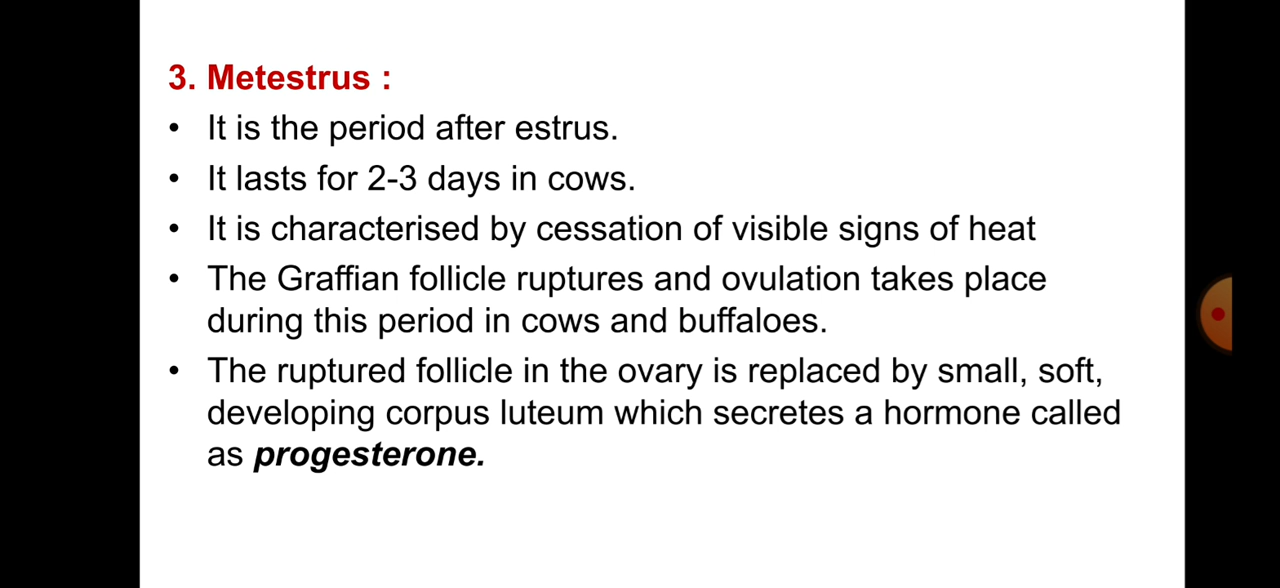 3. Metestrus :
• It is the period after estrus.
• It lasts for 2-3 days in cows.
• It is characterised by cessation of visible signs of heat
• The Graffian follicle ruptures and ovulation takes place
during this period in cows and buffaloes.
• The ruptured follicle in the ovary is replaced by small, soft,
developing corpus luteum which secretes a hormone called
as progesterone.